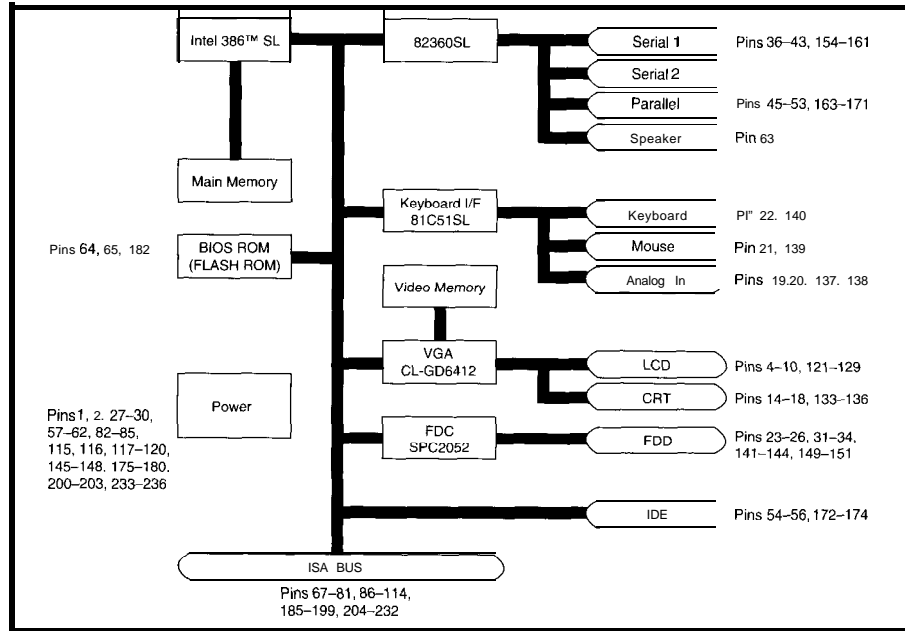 Intel 386™ SL
82360SL
Serial 1
Pins 36–43, 154–161
Serial 2
Parallel
Pins 45–53, 163–171
Speaker
Pin 63
Main Memory
Keyboard I/F
81C51SL
Keyboard
PI" 22. 140
Pins 64, 65, 182
BIOS ROM
(FLASH ROM)
Mouse
Pin 21, 139
Analog In
Pins 19.20. 137. 138
Video Memory
VGA
CL-GD6412
LCD
Pins 4–10, 121–129
CRT
Pins 14–18, 133–136
Power
Pins 1, 2. 27–30,
57–62, 82–85,
115, 116, 117–120,
145–148. 175–180.
200–203, 233–236
FDC
SPC2052
FDD
Pins 23–26, 31–34,
141–144, 149–151
IDE
Pins 54–56, 172–174
ISA BUS
Pins 67–81, 86–114,
185–199, 204–232